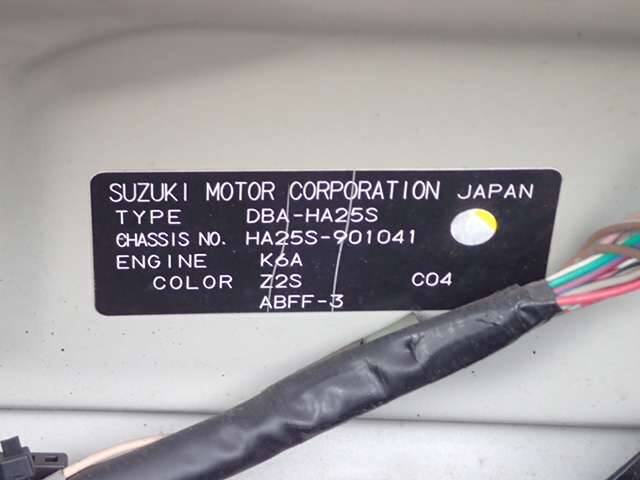 SUZUKI MOTOR CORPORATION JAPAN
TYPE DBA-HA25S
CHASSIS NO. HA25S-901041
ENGINE K6A
COLOR Z2S C04
ABFF-3